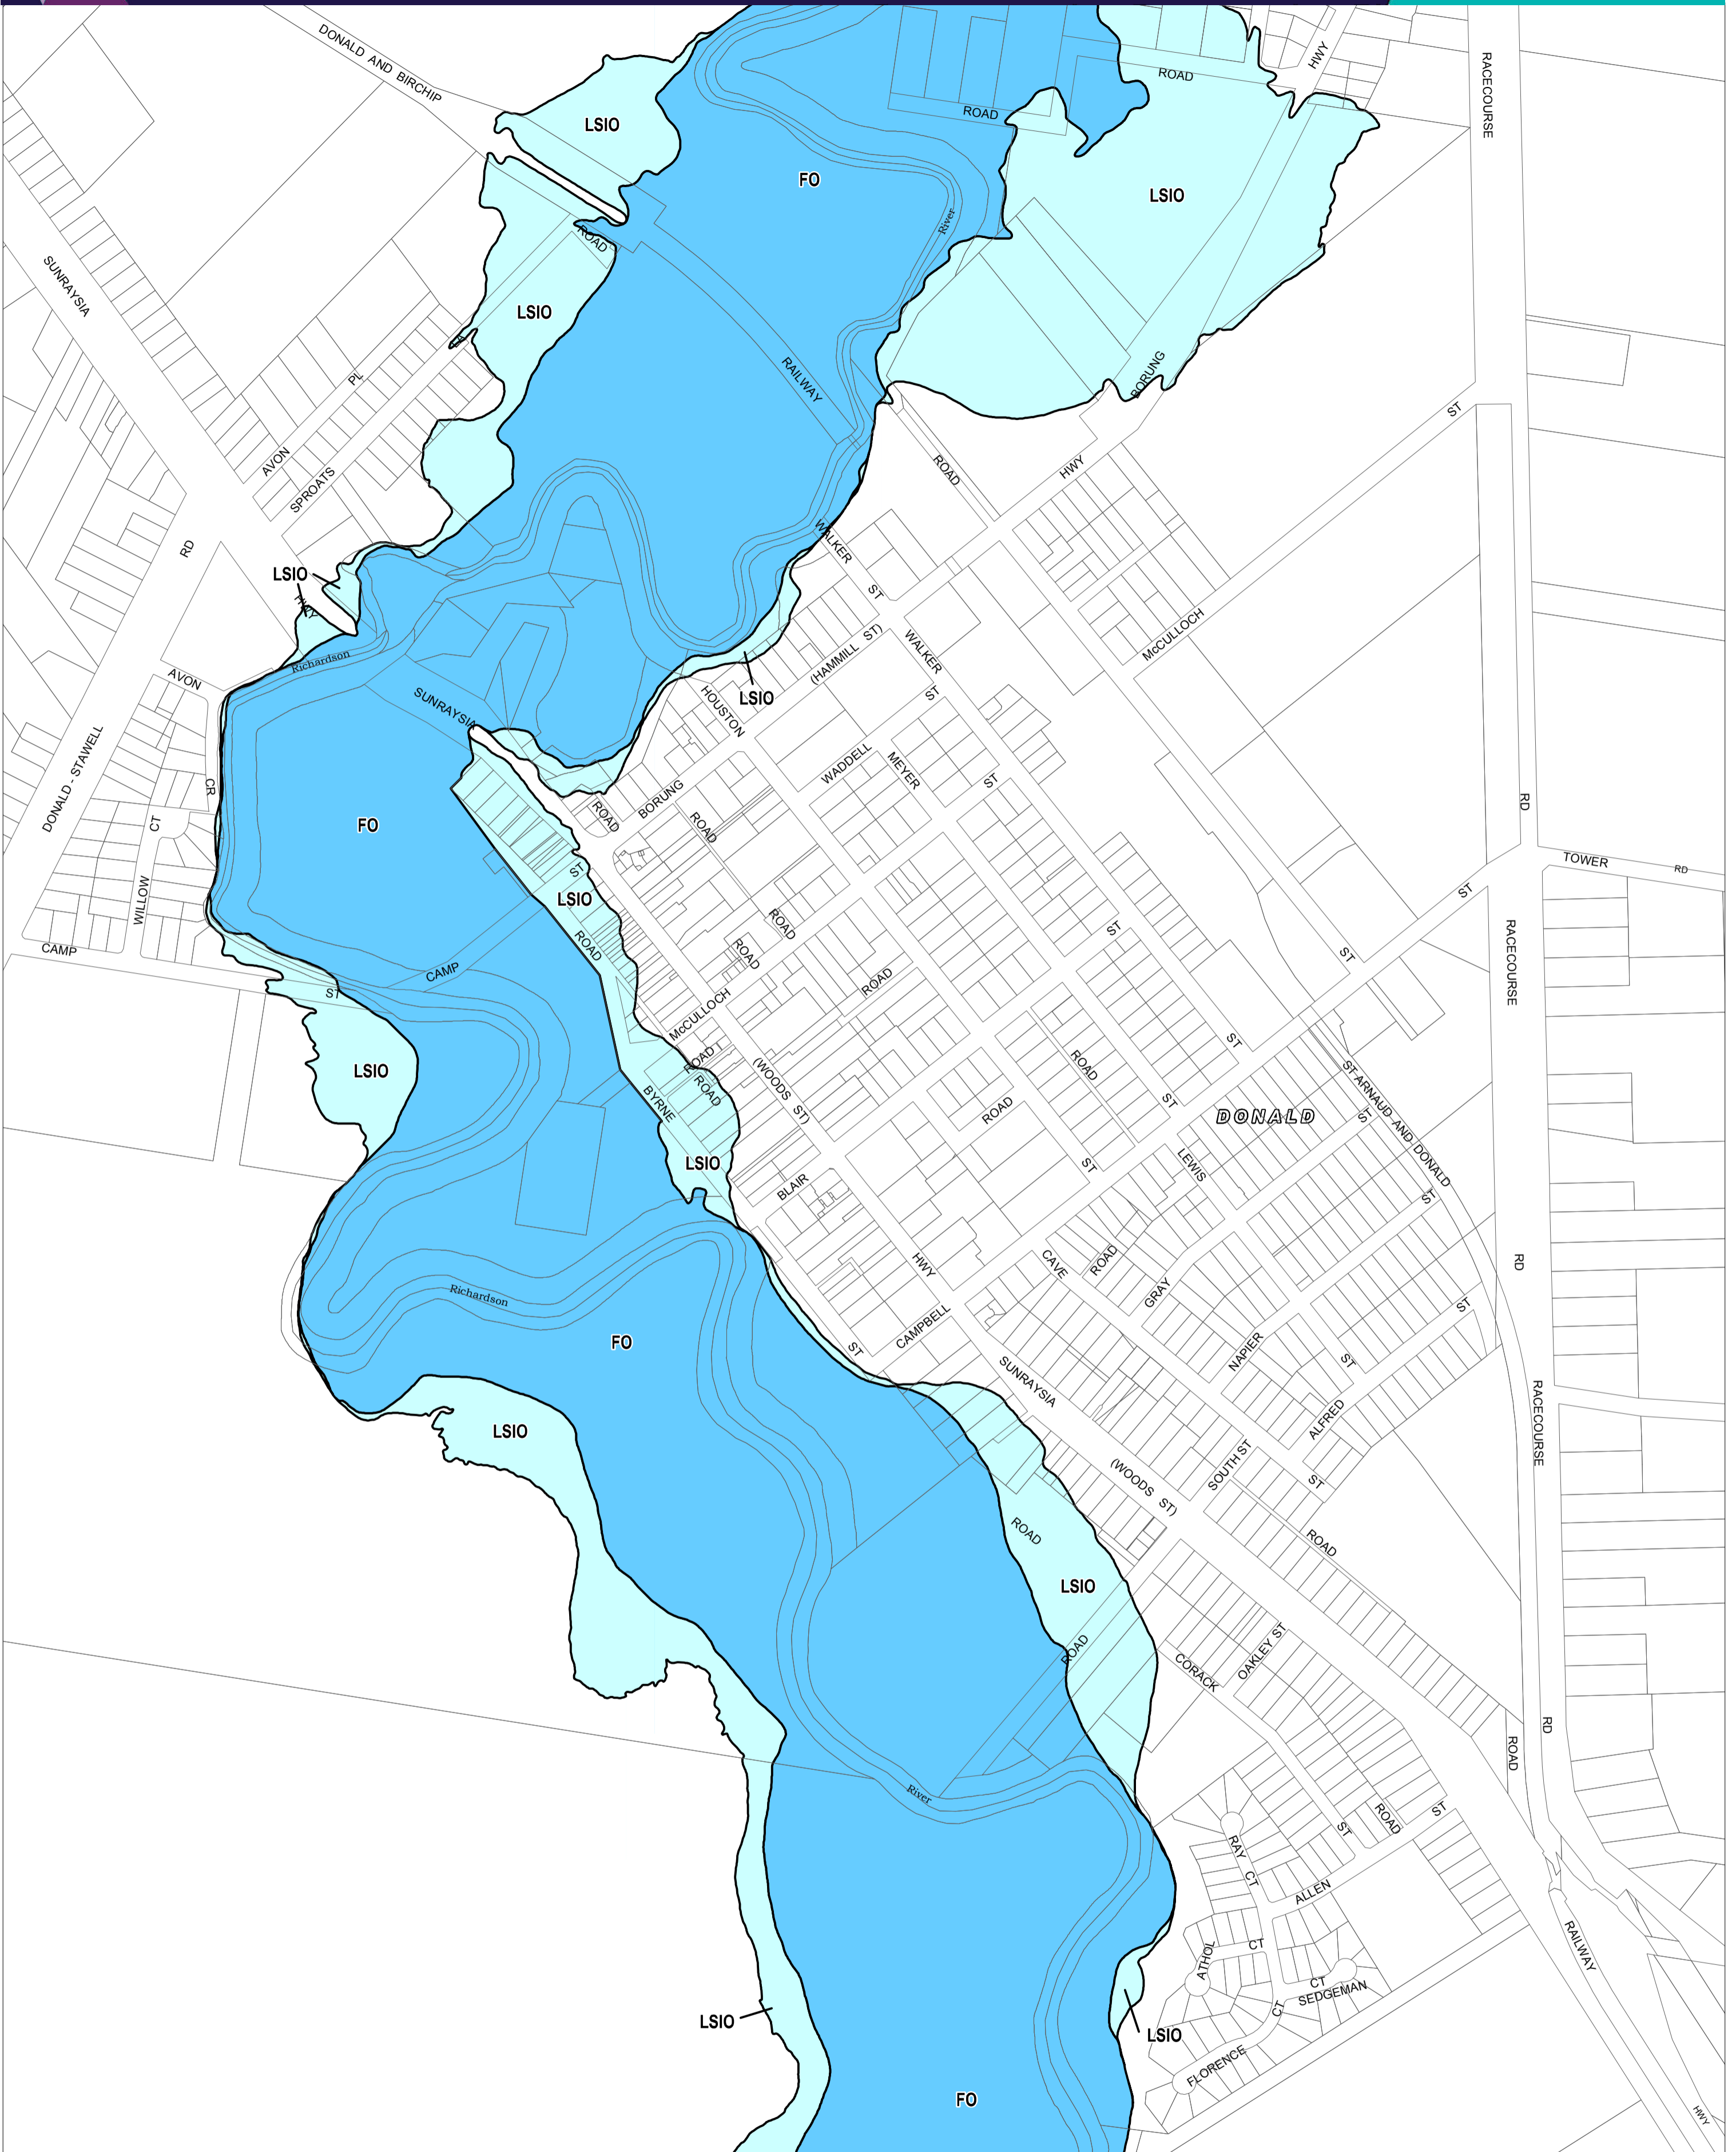 DONALD AND BIRCHIP
HWY
RACECOURSE
ROAD
ROAD
LSIO
FO
LSIO
River
ROAD
SUNRAYSIA
LSIO
RAILWAY
PL
BORUNG
ST
AVON
SPROATS
ROAD
HWY
WALKER
ST
RD
LSIO
HWY
McCULLOCH
(HAMMILL ST)
WALKER
Richardson
AVON
SUNRAYSIA
LSIO
HOUSTON
ST
WADDELL
MEYER
ST
DONALD - STAWELL
CR
CT
FO
BORUNG
ROAD
ROAD
RD
TOWER
RD
ST
LSIO
WILLOW
ROAD
ROAD
ST
ST
RACECOURSE
CAMP
CAMP
ST
ROAD
ROAD
ST
McCULLOCH
ST
LSIO
ROAD
ROAD
(WOODS ST)
ROAD
BYRNE
ST
ROAD
ST ARNAUD AND DONALD
DONALD
ST
LSIO
BLAIR
ST
LEWIS
ST
HWY
CAVE
ROAD
GRAY
RD
Richardson
FO
CAMPBELL
ST
NAPIER
ST
ST
SUNRAYSIA
ALFRED
RACECOURSE
LSIO
(WOODS ST)
SOUTH ST
ST
ROAD
ROAD
LSIO
ROAD
CORACK
OAKLEY ST
RD
ROAD
River
ROAD
ST
ST
RAY
CT
ALLEN
RAILWAY
ATHOL
CT
CT
SEDGEMAN
CT
LSIO
LSIO
FLORENCE
FO
HWY